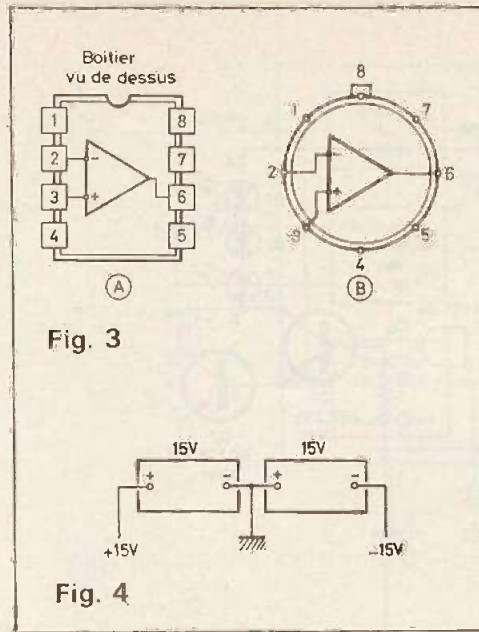 Boitier
vu de dessus
1 8
2 - 7
3 + 6
4 5
A
8
1 7
2 - 6
+
5
4
B
Fig. 3
15V 15V
+ - + -
+15V -15V
Fig. 4